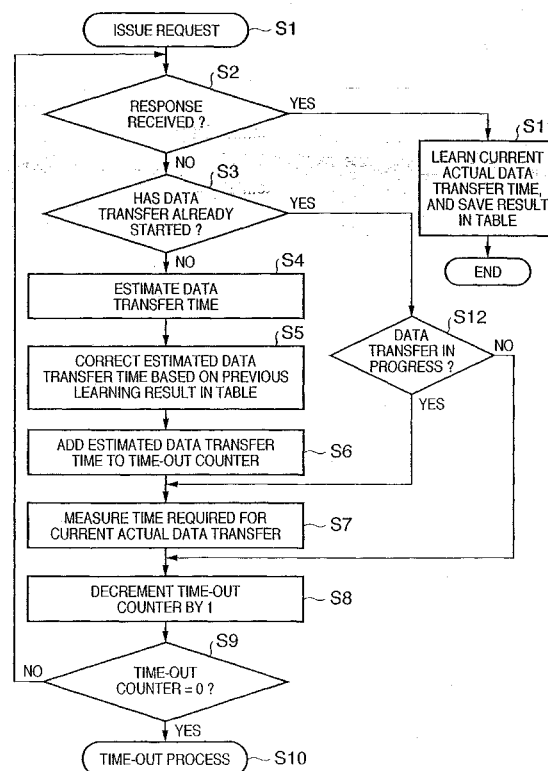 ISSUE REQUEST
S1
S2
RESPONSE
RECEIVED ?
YES
NO
S11
LEARN CURRENT
ACTUAL DATA
TRANSFER TIME,
AND SAVE RESULT
IN TABLE
END
S3
HAS DATA
TRANSFER ALREADY
STARTED ?
YES
NO
S4
ESTIMATE DATA
TRANSFER TIME
S5
CORRECT ESTIMATED DATA
TRANSFER TIME BASED ON PREVIOUS
LEARNING RESULT IN TABLE
S12
DATA
TRANSFER IN
PROGRESS ?
NO
YES
ADD ESTIMATED DATA TRANSFER
TIME TO TIME-OUT COUNTER
S6
MEASURE TIME REQUIRED FOR
CURRENT ACTUAL DATA TRANSFER
S7
DECREMENT TIME-OUT
COUNTER BY 1
S8
S9
NO
TIME-OUT
COUNTER = 0 ?
YES
TIME-OUT PROCESS
S10